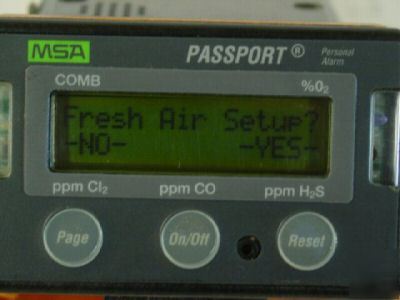 MSA PASSPORT® Personal Alarm
COMB %O₂
Fresh Air Setup?
-NO- -YES-
ppm Cl₂ ppm CO ppm H₂S
Page On/Off Reset